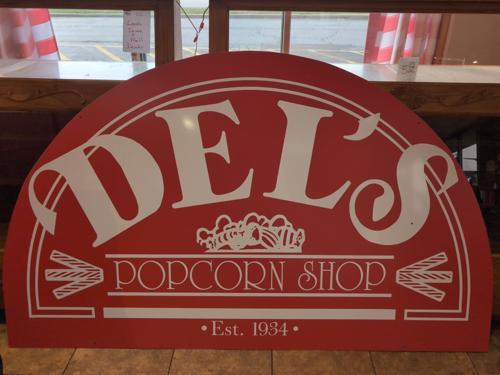 DEL'S
POPCORN SHOP
• Est. 1934 •